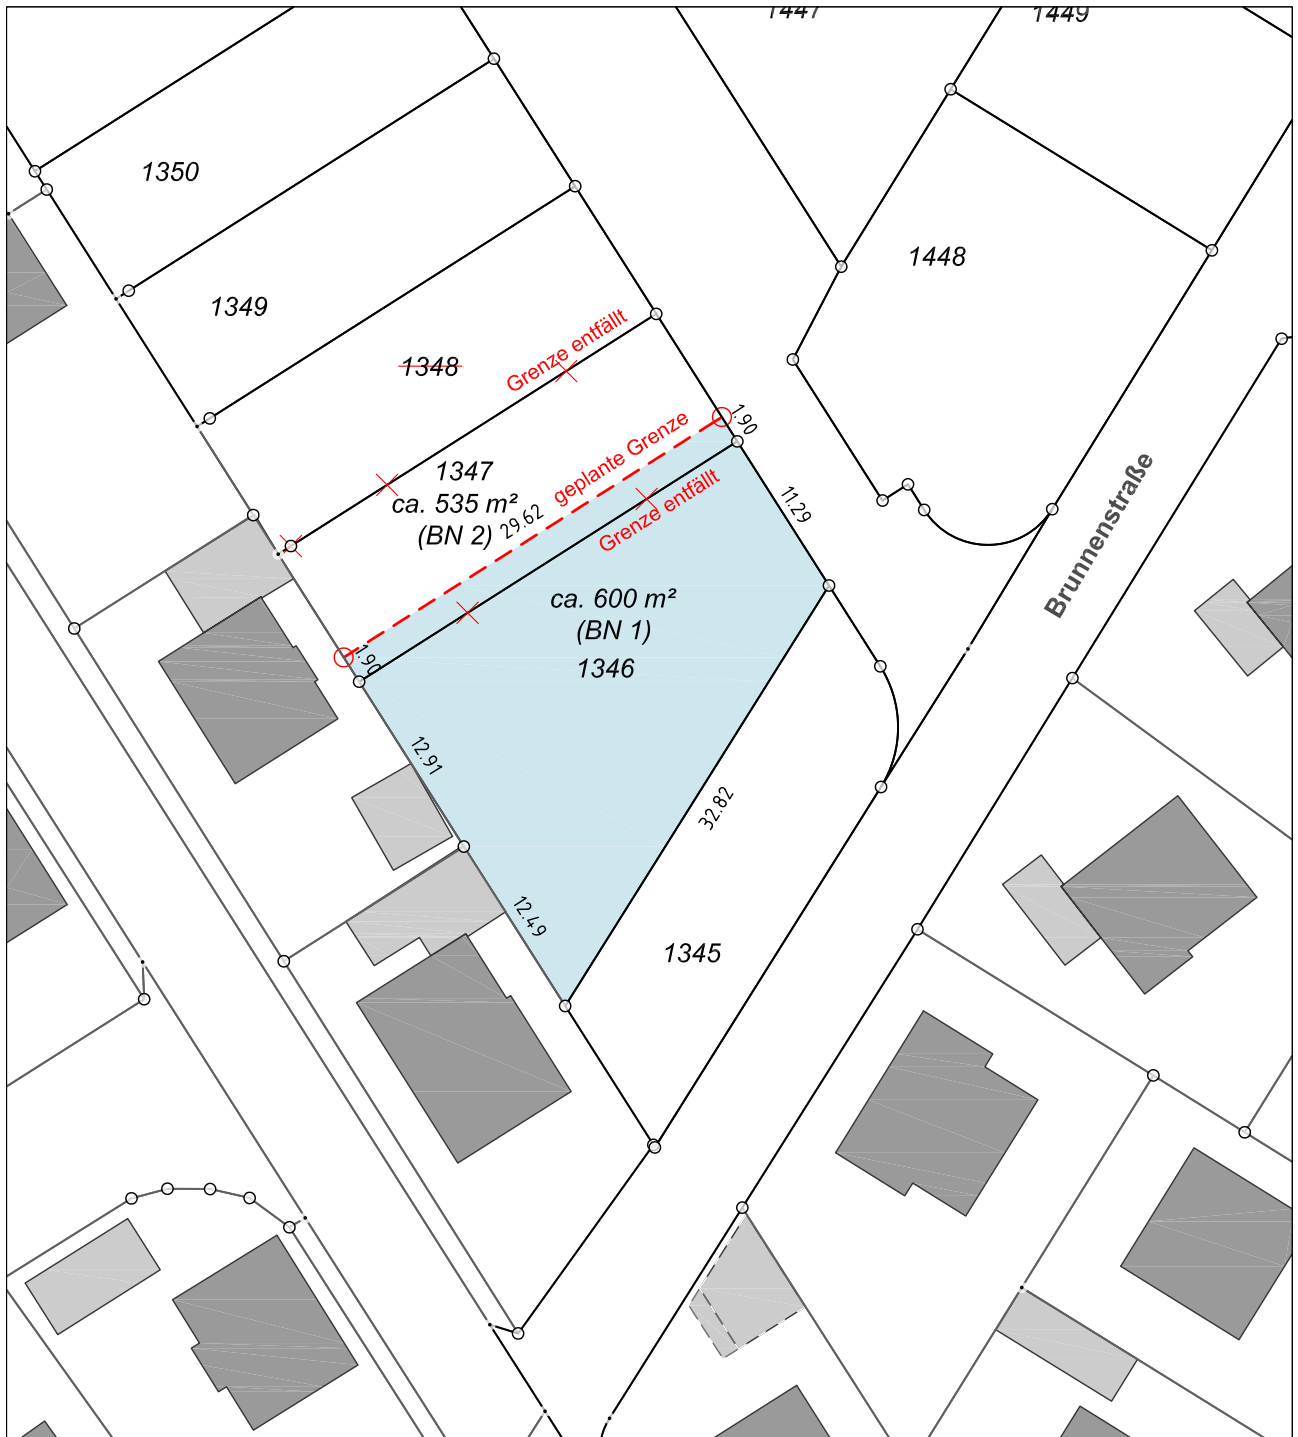 1447
1449
1350
1448
1349
Grenze entfällt
1348
1.90
geplante Grenze
1347
ca. 535 m²
(BN 2)
29.62
Grenze entfällt
11.29
Brunnenstraße
ca. 600 m²
(BN 1)
1346
1.90
12.91
32.82
12.49
1345